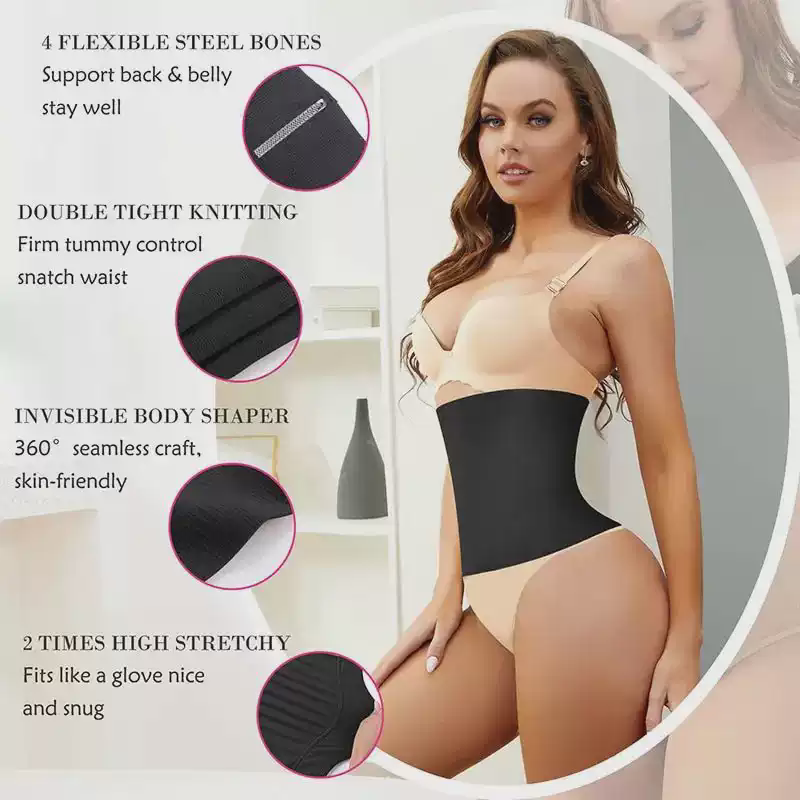 4 FLEXIBLE STEEL BONES
Support back & belly
stay well
DOUBLE TIGHT KNITTING
Firm tummy control
snatch waist
INVISIBLE BODY SHAPER
360° seamless craft,
skin-friendly
2 TIMES HIGH STRETCHY
Fits like a glove nice
and snug